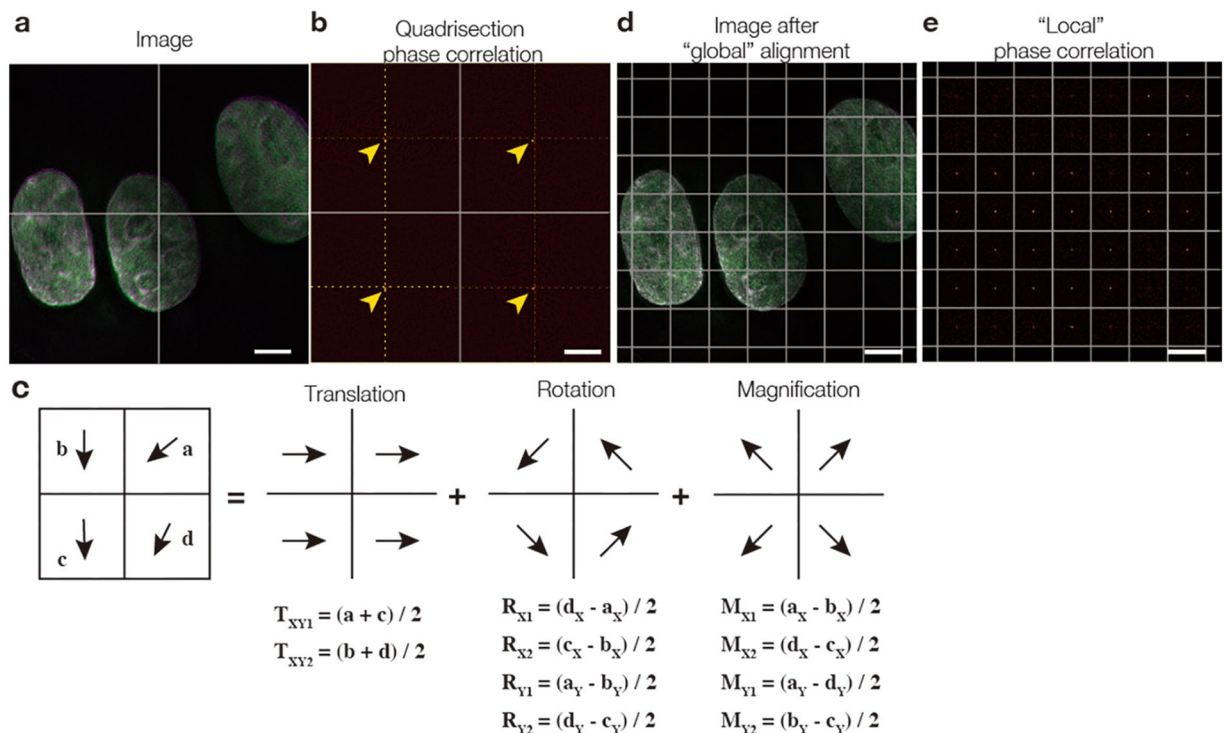 a
Image
b
Quadrisection
phase correlation
d
Image after
“global” alignment
e
“Local”
phase correlation
c
b
a
c
d
=
Translation
+
Rotation
+
Magnification
T_XY1 = (a + c) / 2
T_XY2 = (b + d) / 2
R_X1 = (d_X - a_X) / 2
R_X2 = (c_X - b_X) / 2
R_Y1 = (a_Y - b_Y) / 2
R_Y2 = (d_Y - c_Y) / 2
M_X1 = (a_X - b_X) / 2
M_X2 = (d_X - c_X) / 2
M_Y1 = (a_Y - d_Y) / 2
M_Y2 = (b_Y - c_Y) / 2